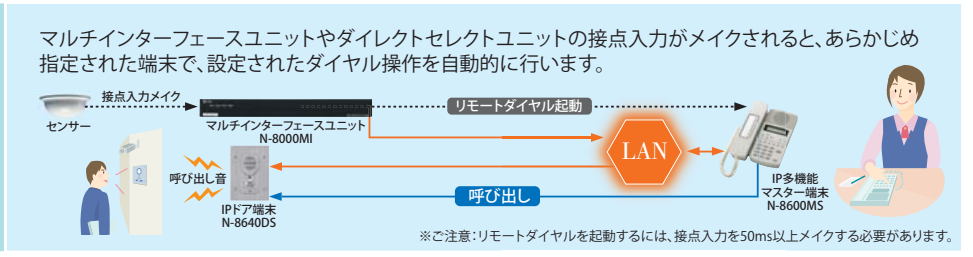 マルチインターフェースユニットやダイレクトセレクトユニットの接点入力がメイクされると、あらかじめ
指定された端末で、設定されたダイヤル操作を自動的に行います。
接点入力メイク
リモートダイヤル起動
センサー
マルチインターフェースユニット
N-8000MI
LAN
呼び出し音
呼び出し
IPドア端末
N-8640DS
IP多機能
マスター端末
N-8600MS
※ご注意：リモートダイヤルを起動するには、接点入力を50ms以上メイクする必要があります。